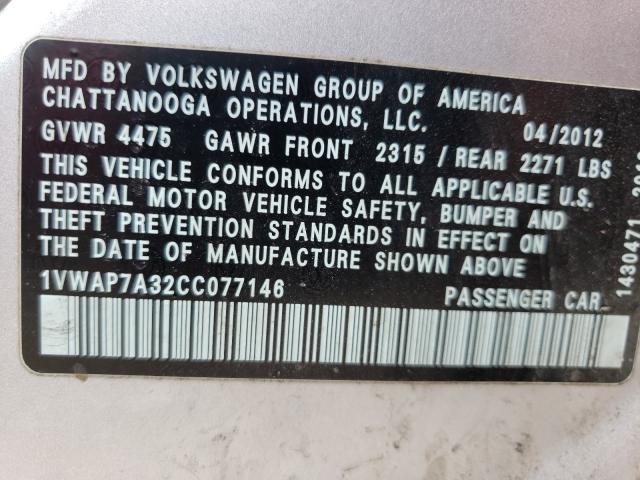 MFD BY VOLKSWAGEN GROUP OF AMERICA
CHATTANOOGA OPERATIONS, LLC. 04/2012
GVWR 4475 GAWR FRONT 2315 / REAR 2271 LBS
THIS VEHICLE CONFORMS TO ALL APPLICABLE U.S.
FEDERAL MOTOR VEHICLE SAFETY, BUMPER AND
THEFT PREVENTION STANDARDS IN EFFECT ON
THE DATE OF MANUFACTURE SHOWN ABOVE
1VWAP7A32CC077146 PASSENGER CAR
14304471